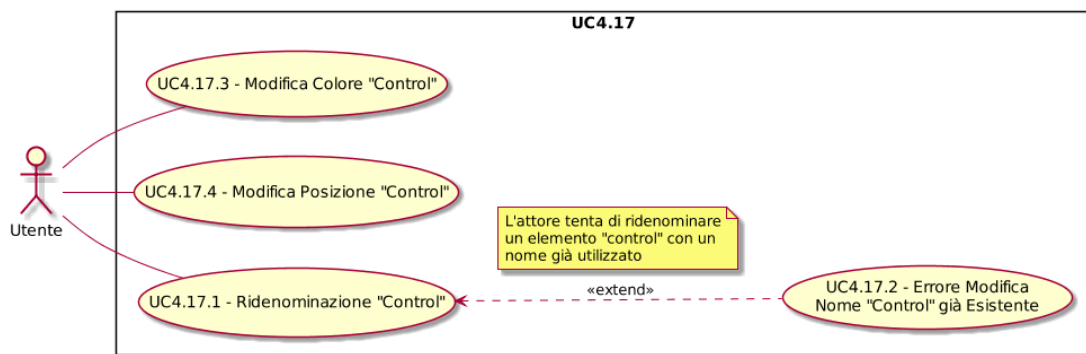 UC4.17
UC4.17.3 - Modifica Colore "Control"
UC4.17.4 - Modifica Posizione "Control"
Utente
L'attore tenta di ridenominare
un elemento "control" con un
nome già utilizzato
«extend»
UC4.17.1 - Ridenominazione "Control"
UC4.17.2 - Errore Modifica
Nome "Control" già Esistente